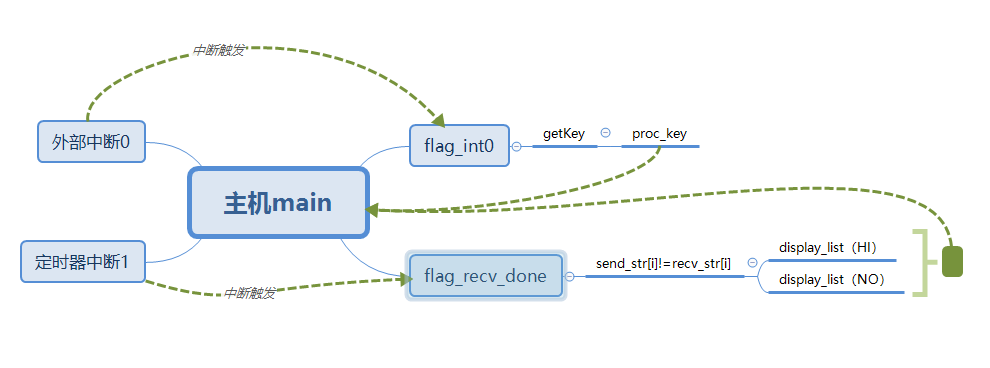 中断触发
外部中断0
flag_int0
getKey
proc_key
主机main
定时器中断1
中断触发
flag_recv_done
send_str[i]!=recv_str[i]
display_list（HI）
display_list（NO）